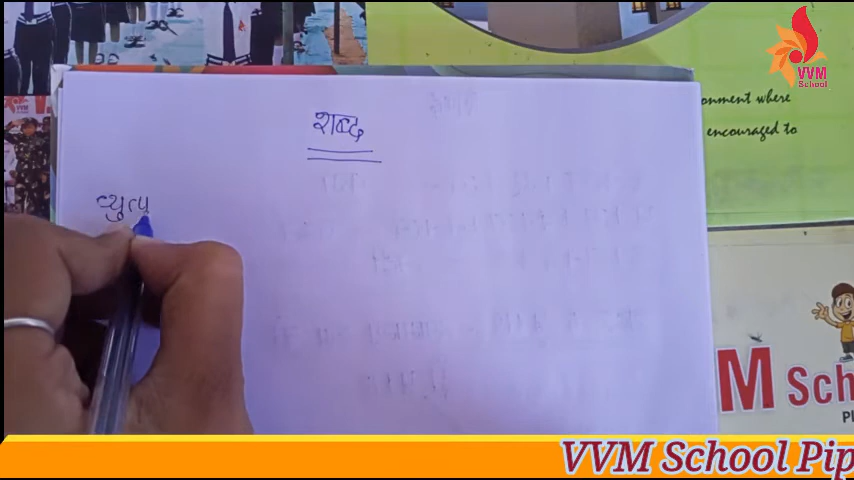 VVM
School
onment where
encouraged to
शब्द
व्युत्प
M Sch
VVM School Pip